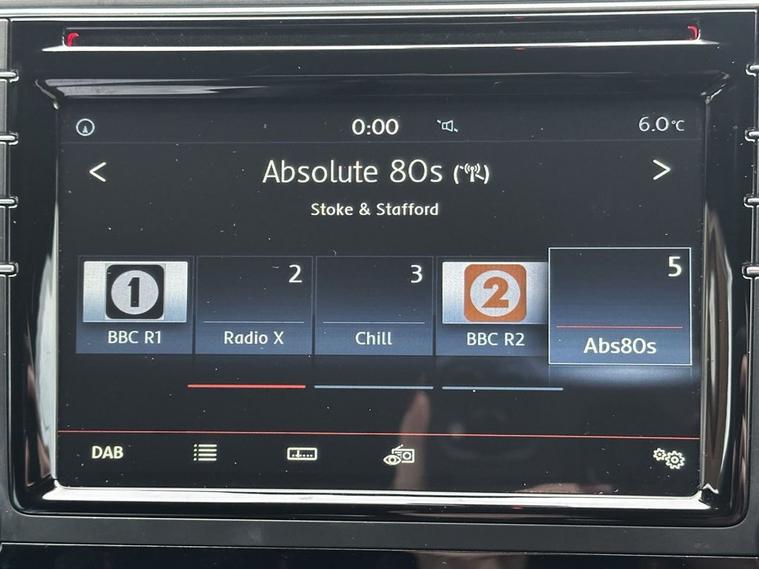 0:00 6.0°C
< Absolute 80s >
Stoke & Stafford
1 2 3 2 5
BBC R1 Radio X Chill BBC R2 Abs80s
DAB